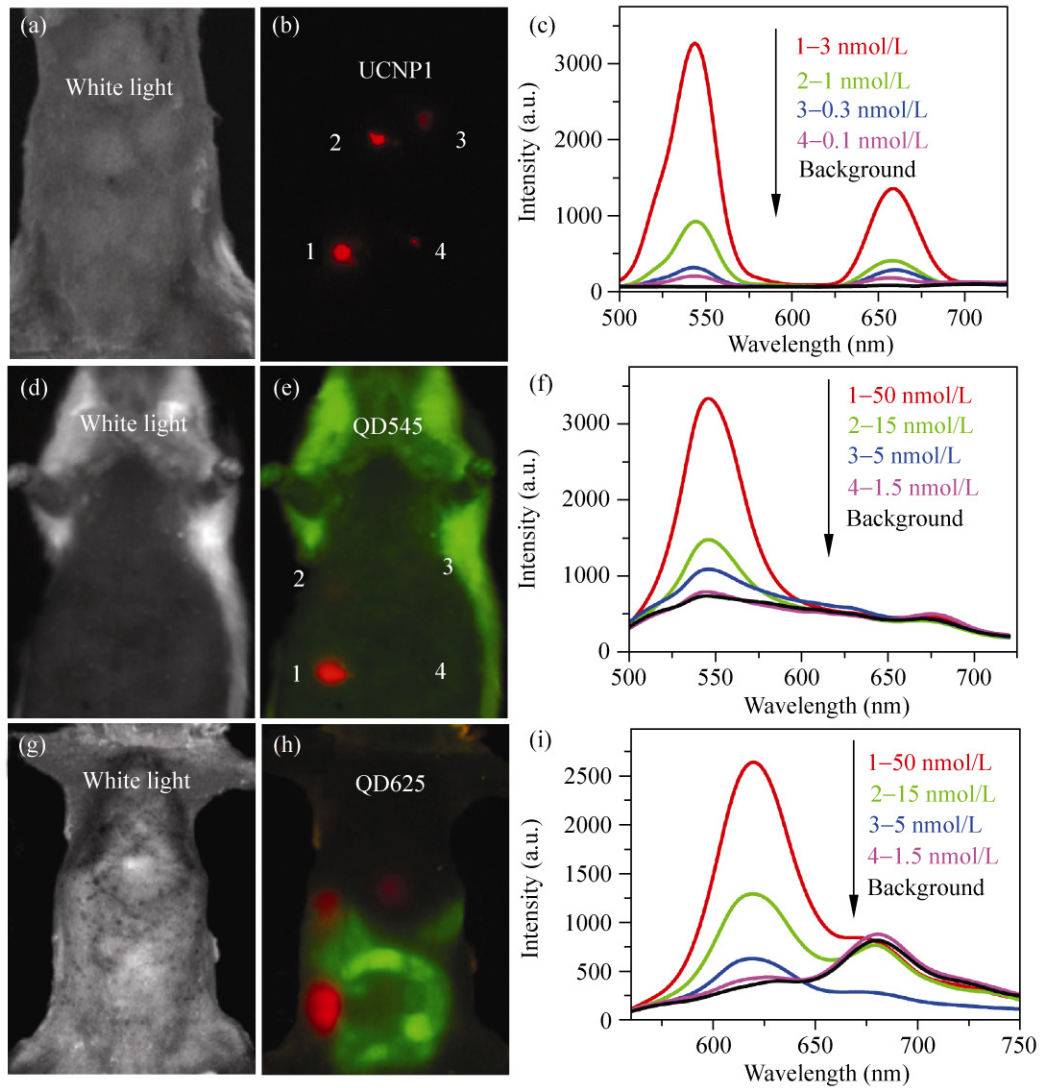 (a)
White light
(b)
UCNP1
2
3
1
4
(c)
Intensity (a.u.)
3000
2000
1000
0
1−3 nmol/L
2−1 nmol/L
3−0.3 nmol/L
4−0.1 nmol/L
Background
500 550 600 650 700
Wavelength (nm)
(d)
White light
(e)
QD545
2
3
1
4
(f)
Intensity (a.u.)
3000
2000
1000
0
1−50 nmol/L
2−15 nmol/L
3−5 nmol/L
4−1.5 nmol/L
Background
500 550 600 650 700
Wavelength (nm)
(g)
White light
(h)
QD625
(i)
Intensity (a.u.)
2500
2000
1500
1000
500
0
1−50 nmol/L
2−15 nmol/L
3−5 nmol/L
4−1.5 nmol/L
Background
600 650 700 750
Wavelength (nm)